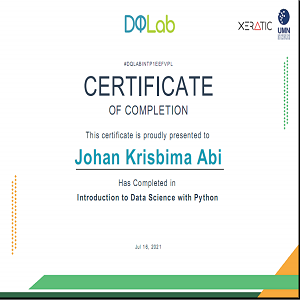 DQLab
XERATIC
UMN
#DQLABINTP1EEFVIPL
CERTIFICATE
OF COMPLETION
This certificate is proudly presented to
Johan Krisbima Abi
Has Completed in
Introduction to Data Science with Python
Jul 16, 2021